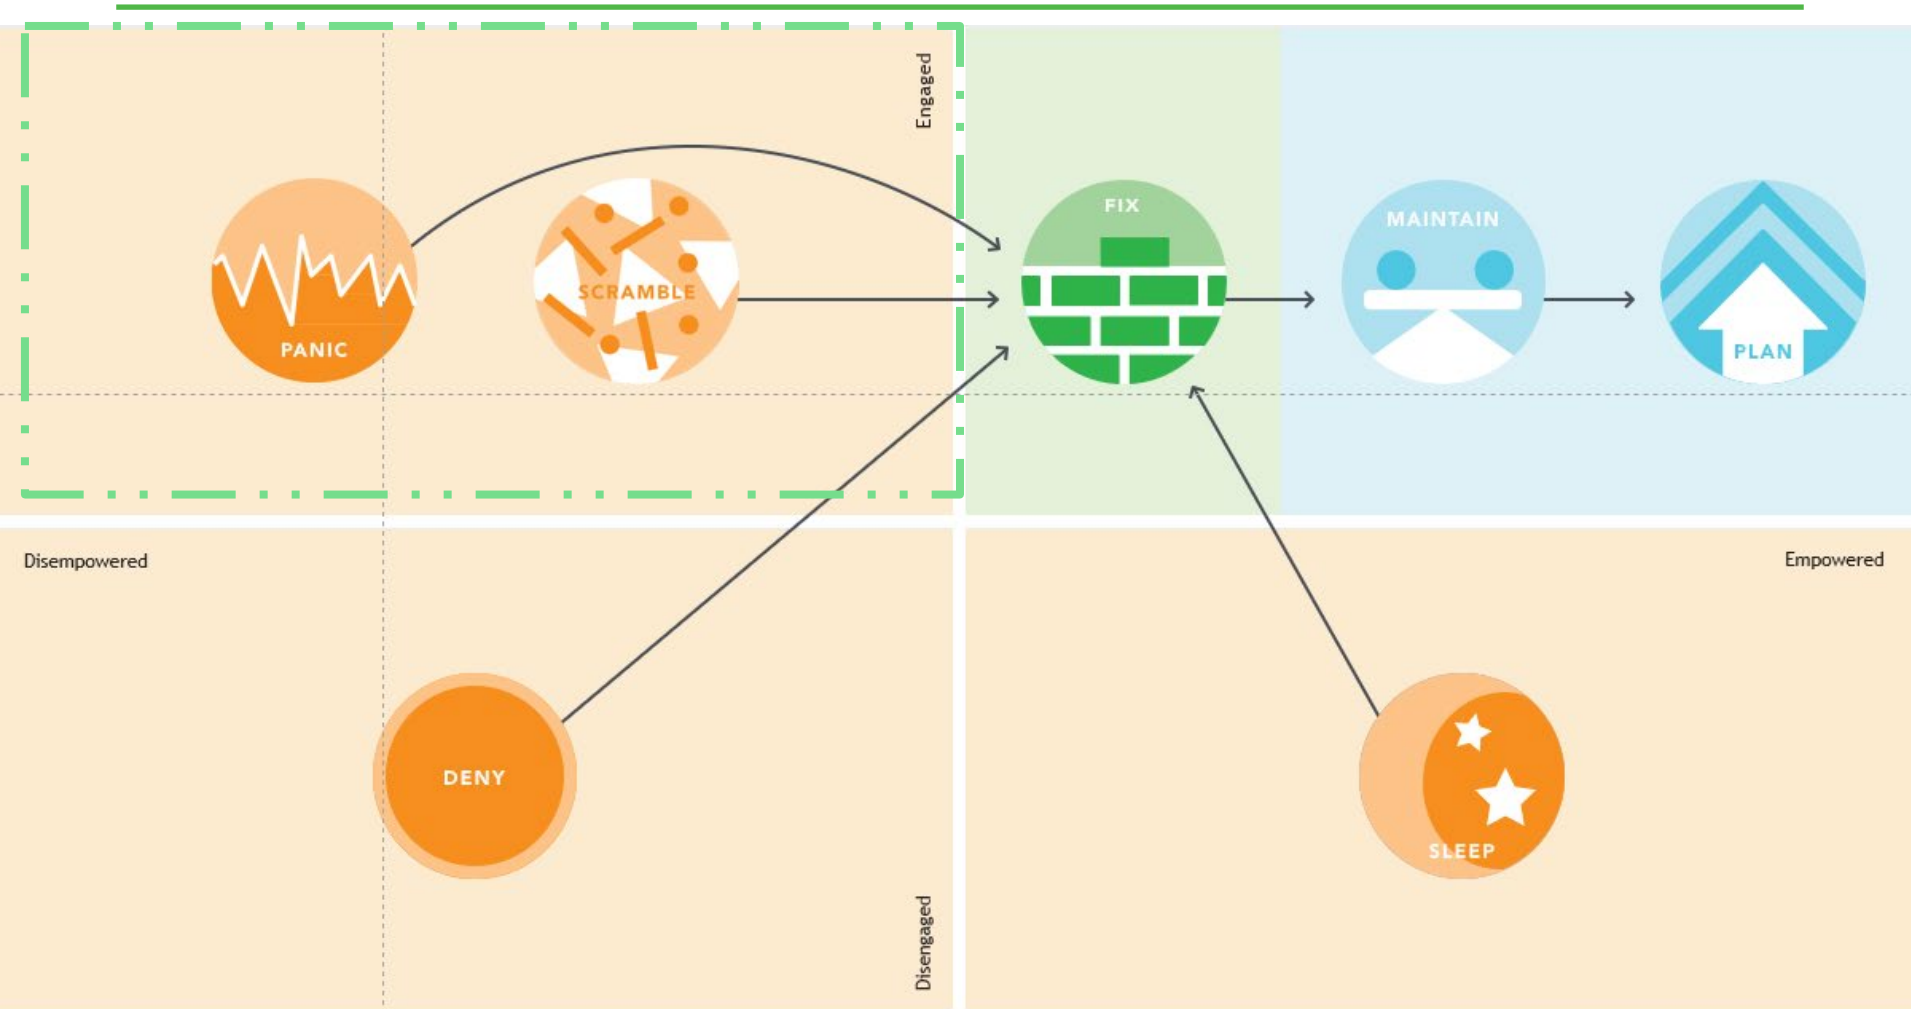 Engaged
FIX
MAINTAIN
SCRAMBLE
PANIC
PLAN
Disempowered
Empowered
DENY
SLEEP
Disengaged